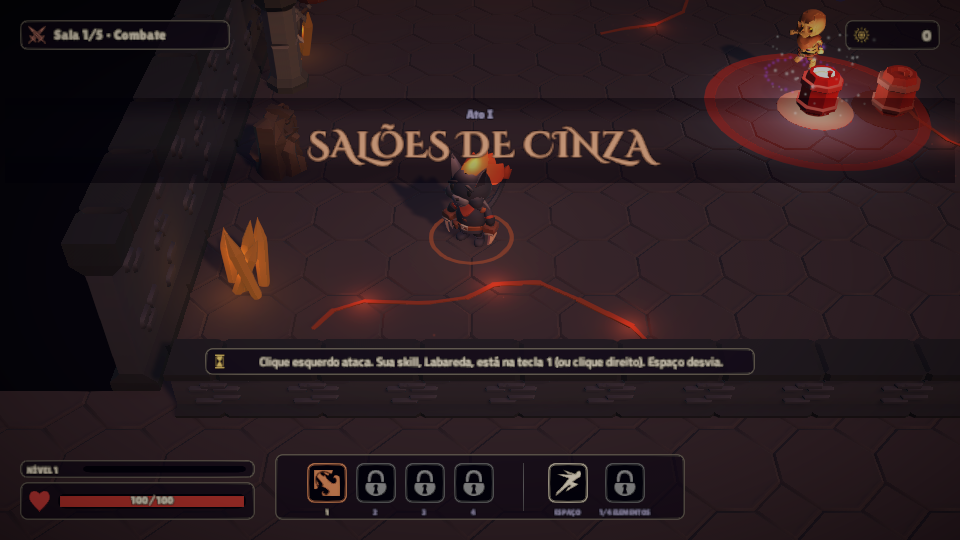 Sala 1/5 · Combate
0
Ato I
SALÕES DE CINZA
Clique esquerdo ataca. Sua skill, Labareda, está na tecla 1 (ou clique direito). Espaço desvia.
NÍVEL 1
100/100
1
2
3
4
ESPAÇO
1/4 ELEMENTOS